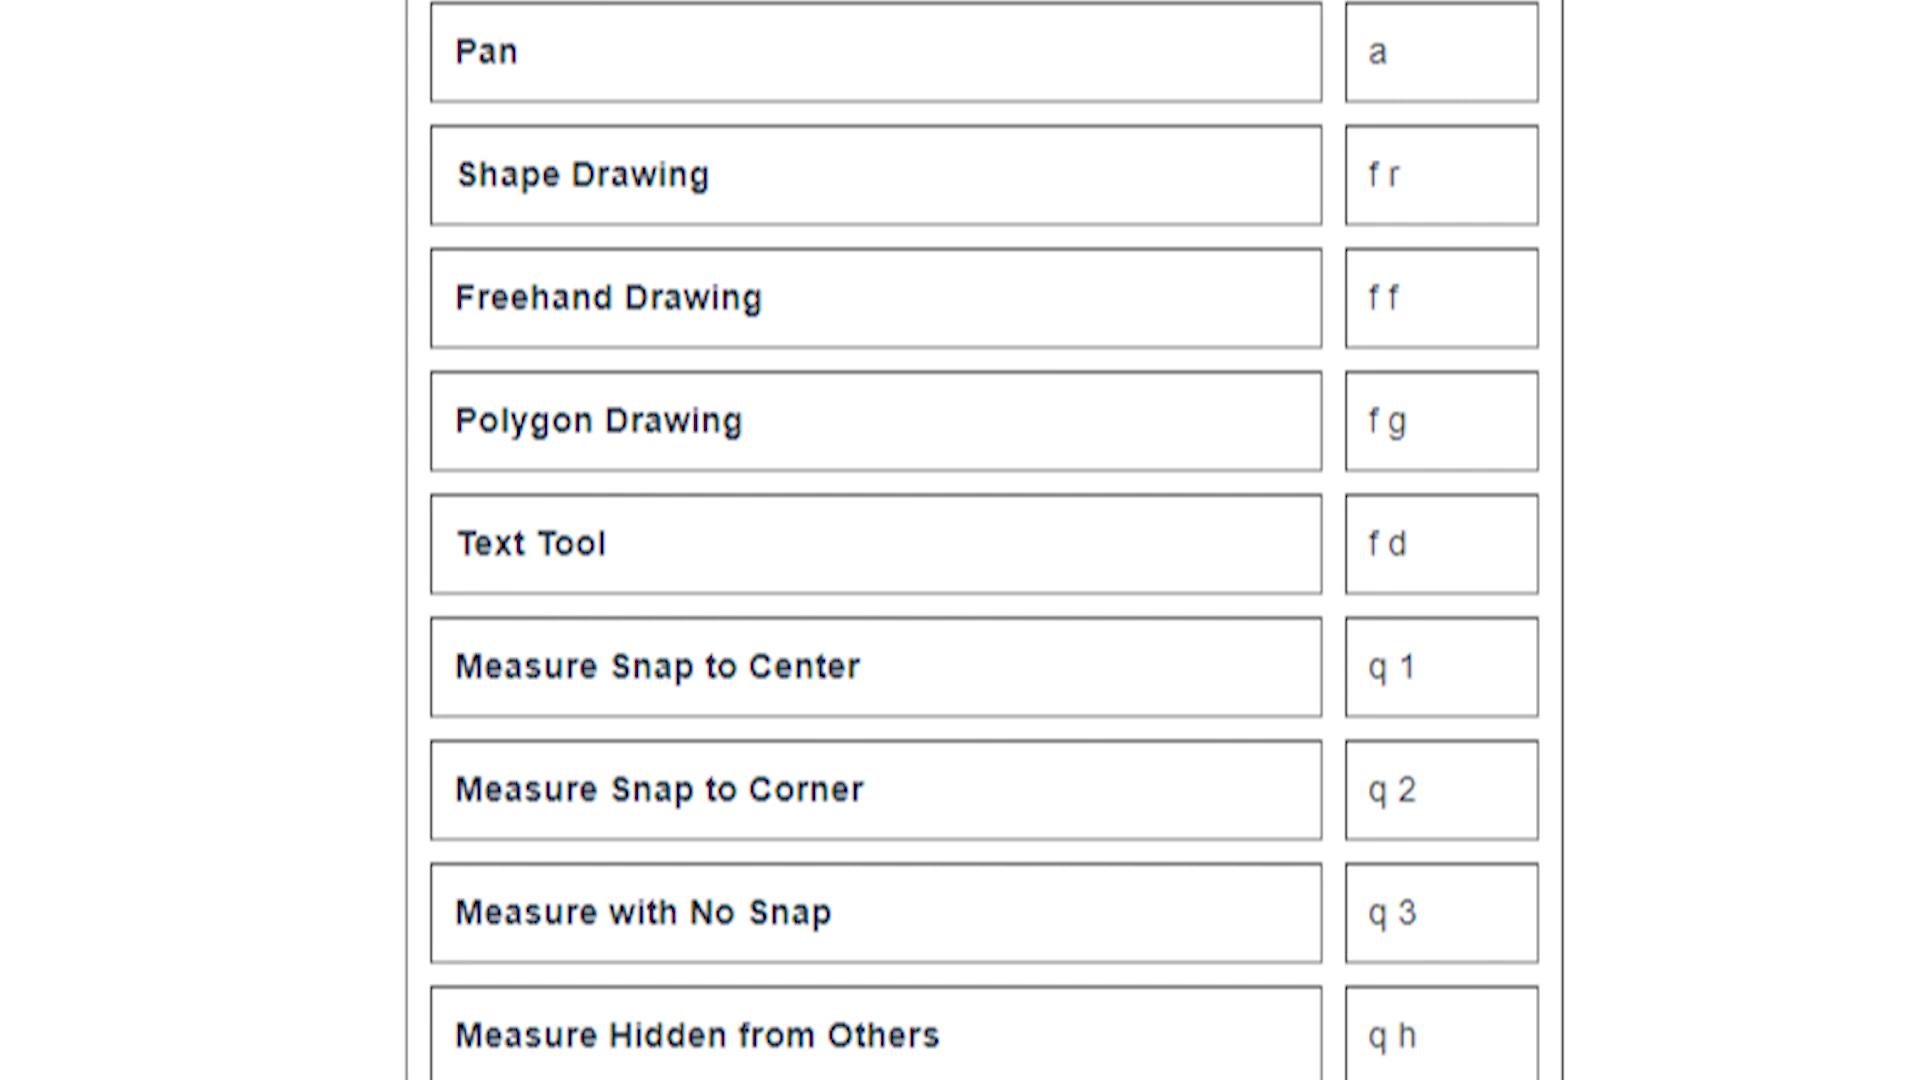 Pan a
Shape Drawing f r
Freehand Drawing f f
Polygon Drawing f g
Text Tool f d
Measure Snap to Center q 1
Measure Snap to Corner q 2
Measure with No Snap q 3
Measure Hidden from Others q h